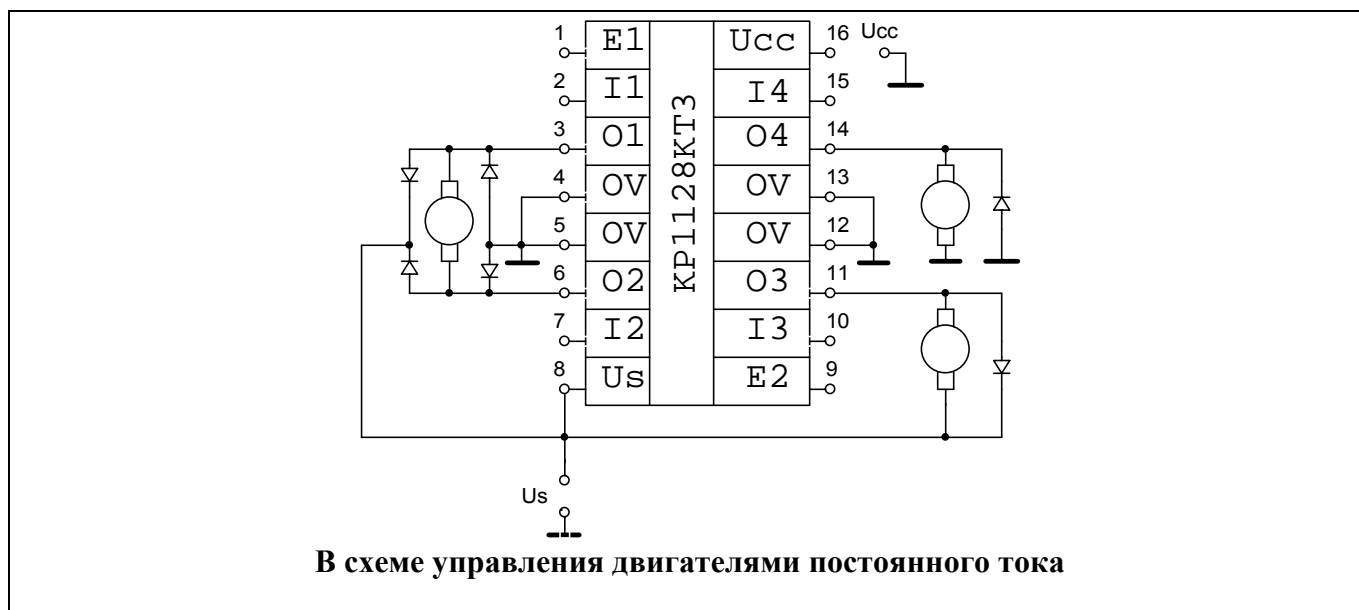 1 E1 Ucc 16 Ucc
2 I1 I4 15
3 O1 O4 14
4 OV OV 13
5 OV OV 12
6 O2 O3 11
7 I2 I3 10
8 Us E2 9
КР1128КТ3
Us
В схеме управления двигателями постоянного тока